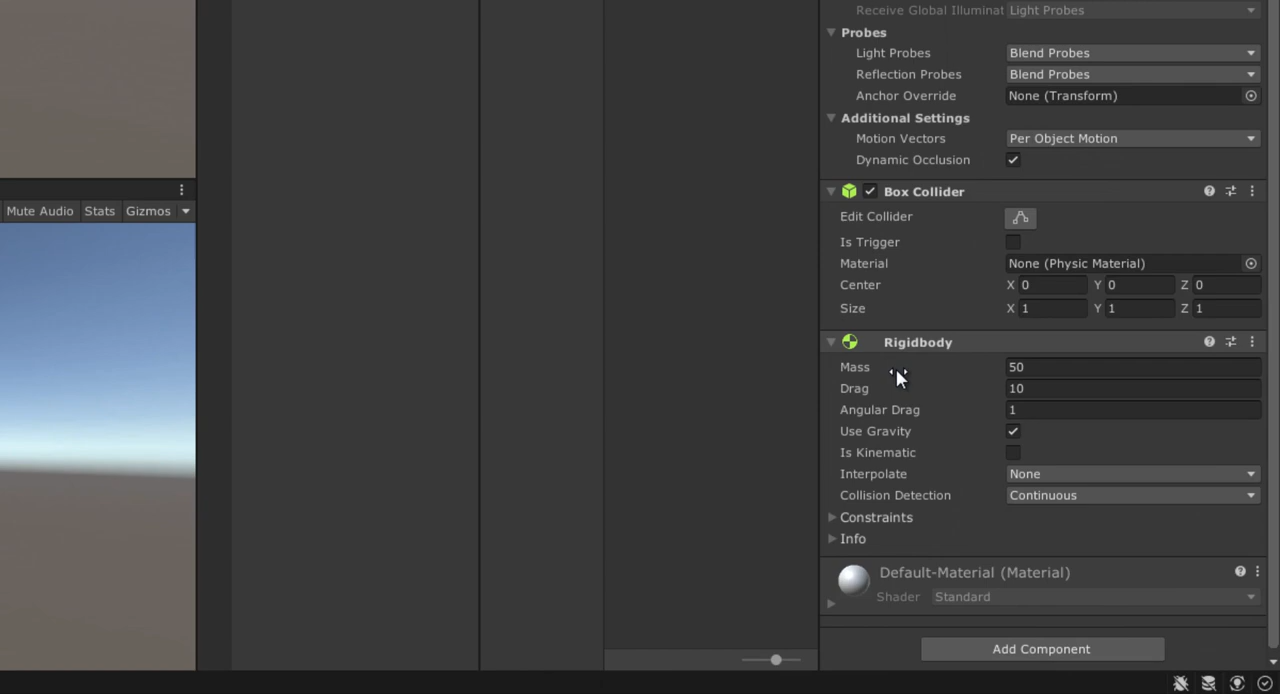 Receive Global Illuminat Light Probes
Probes
Light Probes Blend Probes
Reflection Probes Blend Probes
Anchor Override None (Transform)
Additional Settings
Motion Vectors Per Object Motion
Dynamic Occlusion
Box Collider
Mute Audio Stats Gizmos
Edit Collider
Is Trigger
Material None (Physic Material)
Center X 0 Y 0 Z 0
Size X 1 Y 1 Z 1
Rigidbody
Mass 50
Drag 10
Angular Drag 1
Use Gravity
Is Kinematic
Interpolate None
Collision Detection Continuous
Constraints
Info
Default-Material (Material)
Shader Standard
Add Component